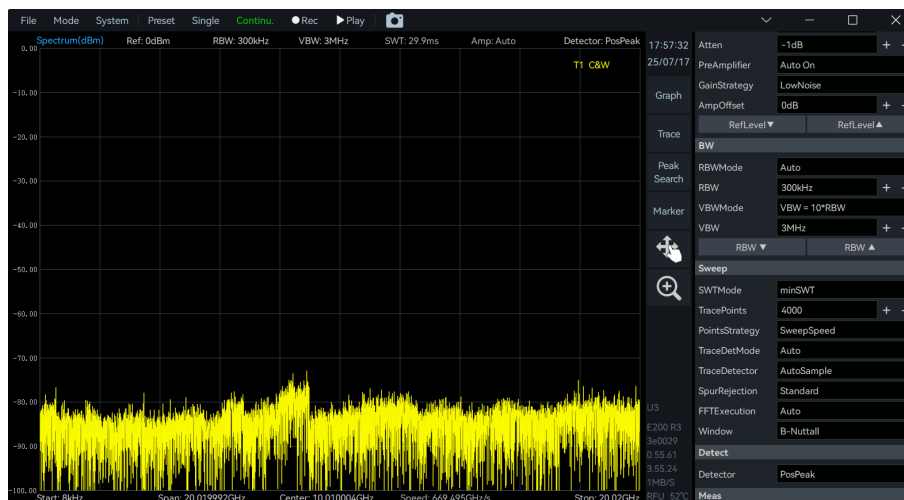 File Mode System Preset Single Continu. Rec Play
Spectrum(dBm) Ref: 0dBm RBW: 300kHz VBW: 3MHz SWT: 29.9ms Amp: Auto Detector: PosPeak
T1 C&W
0.00
-10.00
-20.00
-30.00
-40.00
-50.00
-60.00
-70.00
-80.00
-90.00
-100.00
Start: 8kHz Span: 20.019992GHz Center: 10.010004GHz Speed: 669.495GHz/s Stop: 20.02GHz
17:57:32
25/07/17
Graph
Trace
Peak
Search
Marker
U3
E200 R3
3e0029
0.55.61
3.55.24
1MB/S
RFU 52℃
Atten -1dB + -
PreAmplifier Auto On
GainStrategy LowNoise
AmpOffset 0dB + -
RefLevel▼ RefLevel▲
BW
RBWMode Auto
RBW 300kHz + -
VBWMode VBW = 10*RBW
VBW 3MHz + -
RBW ▼ RBW ▲
Sweep
SWTMode minSWT
TracePoints 4000 + -
PointsStrategy SweepSpeed
TraceDetMode Auto
TraceDetector AutoSample
SpurRejection Standard
FFTExecution Auto
Window B-Nuttall
Detect
Detector PosPeak
Meas